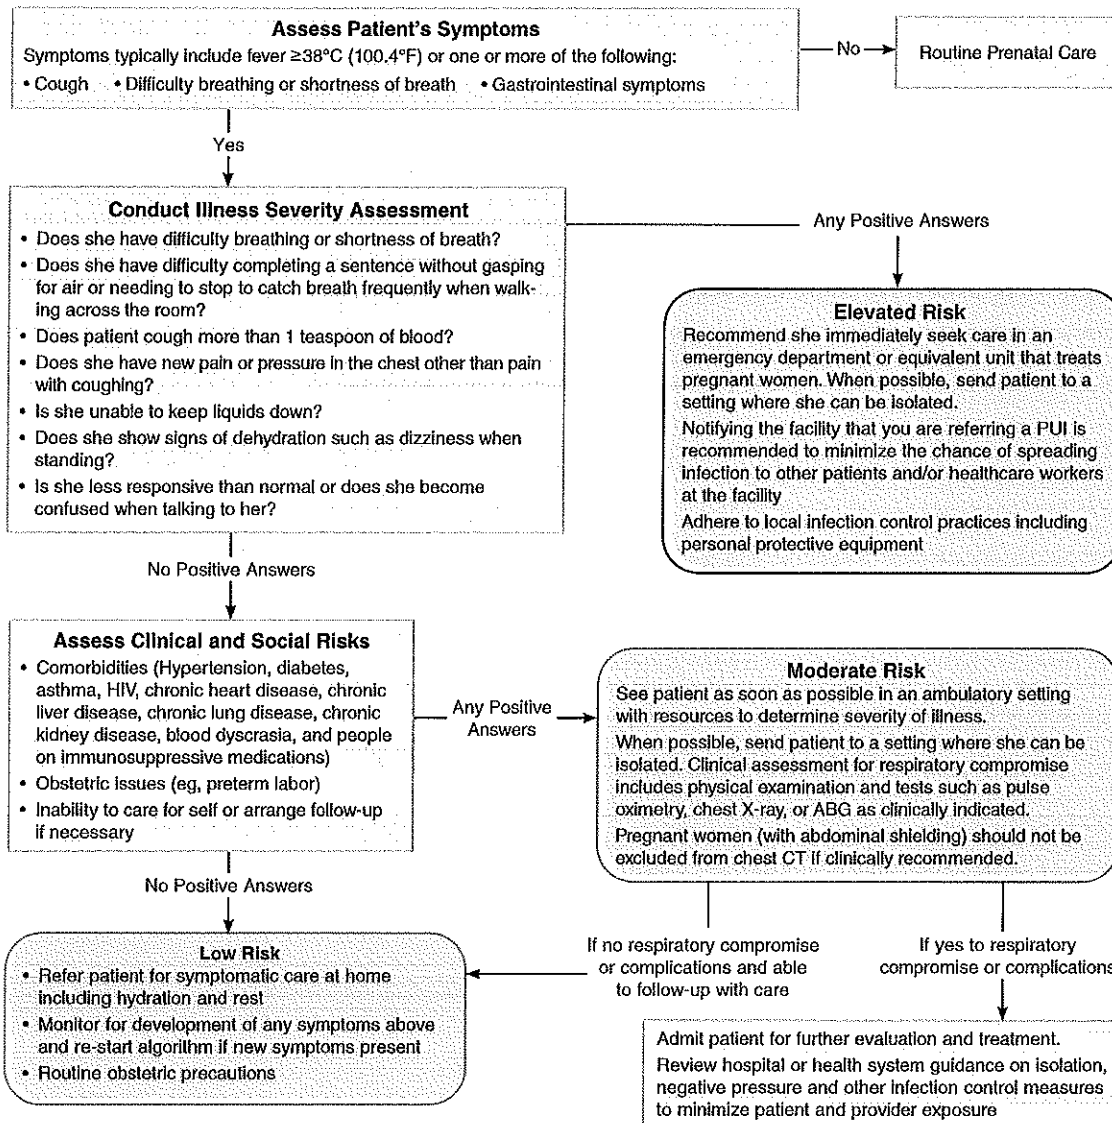 Assess Patient's Symptoms
Symptoms typically include fever ≥38°C (100.4°F) or one or more of the following:
• Cough • Difficulty breathing or shortness of breath • Gastrointestinal symptoms
No
Routine Prenatal Care
Yes
Conduct Illness Severity Assessment
• Does she have difficulty breathing or shortness of breath?
• Does she have difficulty completing a sentence without gasping
for air or needing to stop to catch breath frequently when walk-
ing across the room?
• Does patient cough more than 1 teaspoon of blood?
• Does she have new pain or pressure in the chest other than pain
with coughing?
• Is she unable to keep liquids down?
• Does she show signs of dehydration such as dizziness when
standing?
• Is she less responsive than normal or does she become
confused when talking to her?
Any Positive Answers
Elevated Risk
Recommend she immediately seek care in an
emergency department or equivalent unit that treats
pregnant women. When possible, send patient to a
setting where she can be isolated.
Notifying the facility that you are referring a PUI is
recommended to minimize the chance of spreading
infection to other patients and/or healthcare workers
at the facility
Adhere to local infection control practices including
personal protective equipment
No Positive Answers
Assess Clinical and Social Risks
• Comorbidities (Hypertension, diabetes,
asthma, HIV, chronic heart disease, chronic
liver disease, chronic lung disease, chronic
kidney disease, blood dyscrasia, and people
on immunosuppressive medications)
• Obstetric issues (eg, preterm labor)
• Inability to care for self or arrange follow-up
if necessary
Any Positive
Answers
Moderate Risk
See patient as soon as possible in an ambulatory setting
with resources to determine severity of illness.
When possible, send patient to a setting where she can be
isolated. Clinical assessment for respiratory compromise
includes physical examination and tests such as pulse
oximetry, chest X-ray, or ABG as clinically indicated.
Pregnant women (with abdominal shielding) should not be
excluded from chest CT if clinically recommended.
No Positive Answers
If no respiratory compromise
or complications and able
to follow-up with care
If yes to respiratory
compromise or complications
Low Risk
• Refer patient for symptomatic care at home
including hydration and rest
• Monitor for development of any symptoms above
and re-start algorithm if new symptoms present
• Routine obstetric precautions
Admit patient for further evaluation and treatment.
Review hospital or health system guidance on isolation,
negative pressure and other infection control measures
to minimize patient and provider exposure